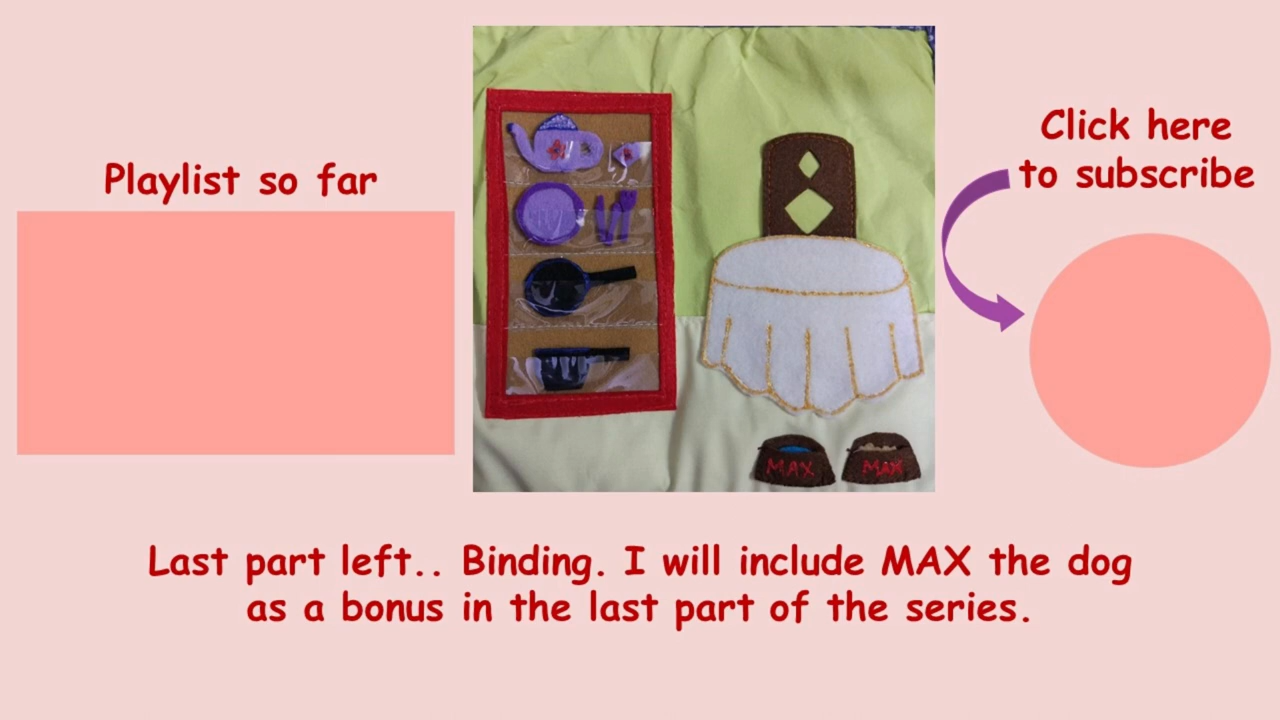 Playlist so far
Click here
to subscribe
MAX
MAX
Last part left.. Binding. I will include MAX the dog
as a bonus in the last part of the series.